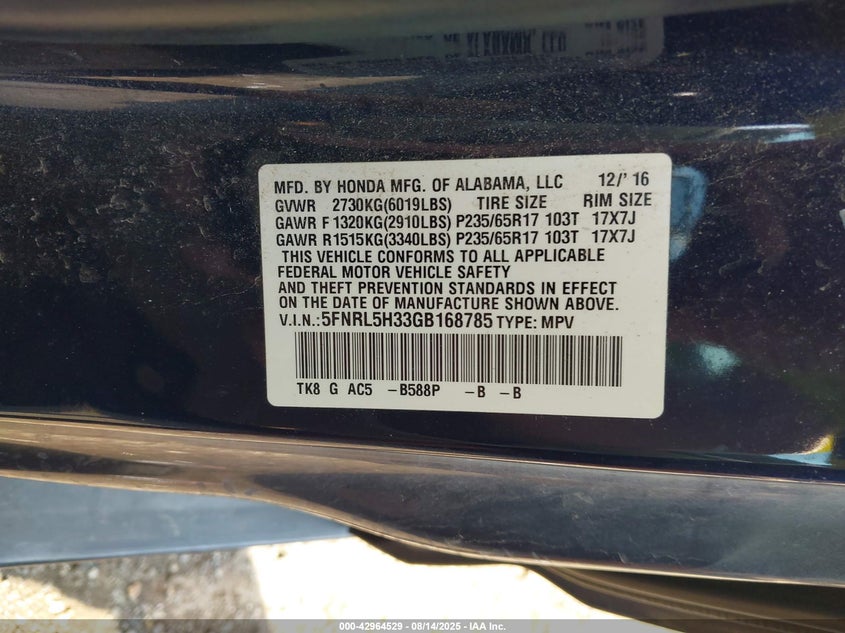 MFD. BY HONDA MFG. OF ALABAMA, LLC 12/' 16
GVWR 2730KG(6019LBS) TIRE SIZE RIM SIZE
GAWR F 1320KG(2910LBS) P235/65R17 103T 17X7J
GAWR R1515KG(3340LBS) P235/65R17 103T 17X7J
THIS VEHICLE CONFORMS TO ALL APPLICABLE
FEDERAL MOTOR VEHICLE SAFETY
AND THEFT PREVENTION STANDARDS IN EFFECT
ON THE DATE OF MANUFACTURE SHOWN ABOVE.
V.I.N.:5FNRL5H33GB168785 TYPE: MPV
TK8 G AC5 -B588P -B -B
000-42964529 - 08/14/2025 - IAA Inc.